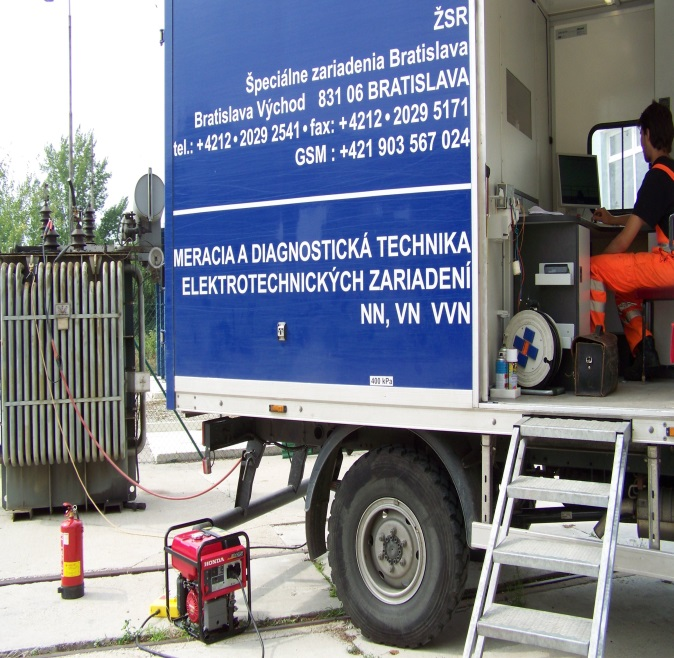 ŽSR
Špeciálne zariadenia Bratislava
Bratislava Východ 831 06 BRATISLAVA
tel.: +4212 • 2029 2541 • fax: +4212 • 2029 5171
GSM : +421 903 567 024
MERACIA A DIAGNOSTICKÁ TECHNIKA
ELEKTROTECHNICKÝCH ZARIADENÍ
NN, VN VVN
400 kPa
HONDA